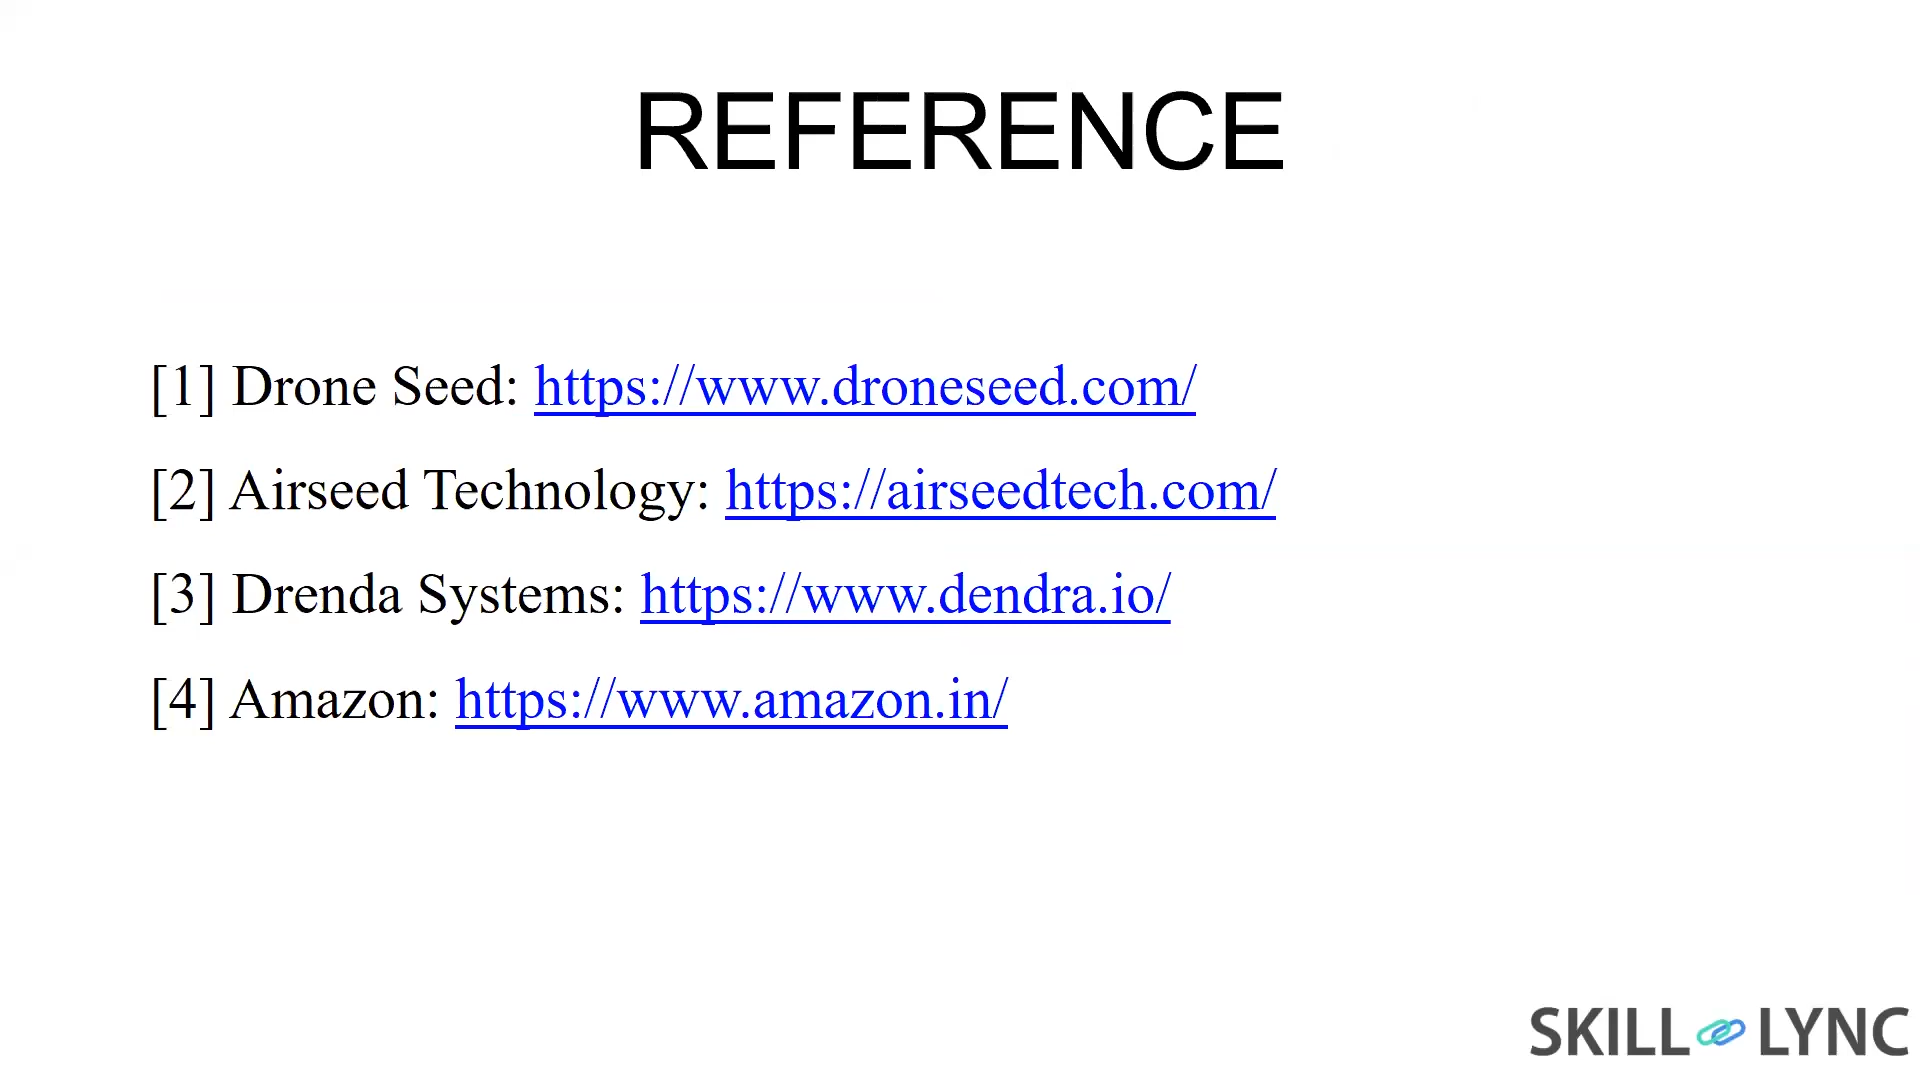 REFERENCE
[1] Drone Seed: https://www.droneseed.com/
[2] Airseed Technology: https://airseedtech.com/
[3] Drenda Systems: https://www.dendra.io/
[4] Amazon: https://www.amazon.in/
SKILL LYNC